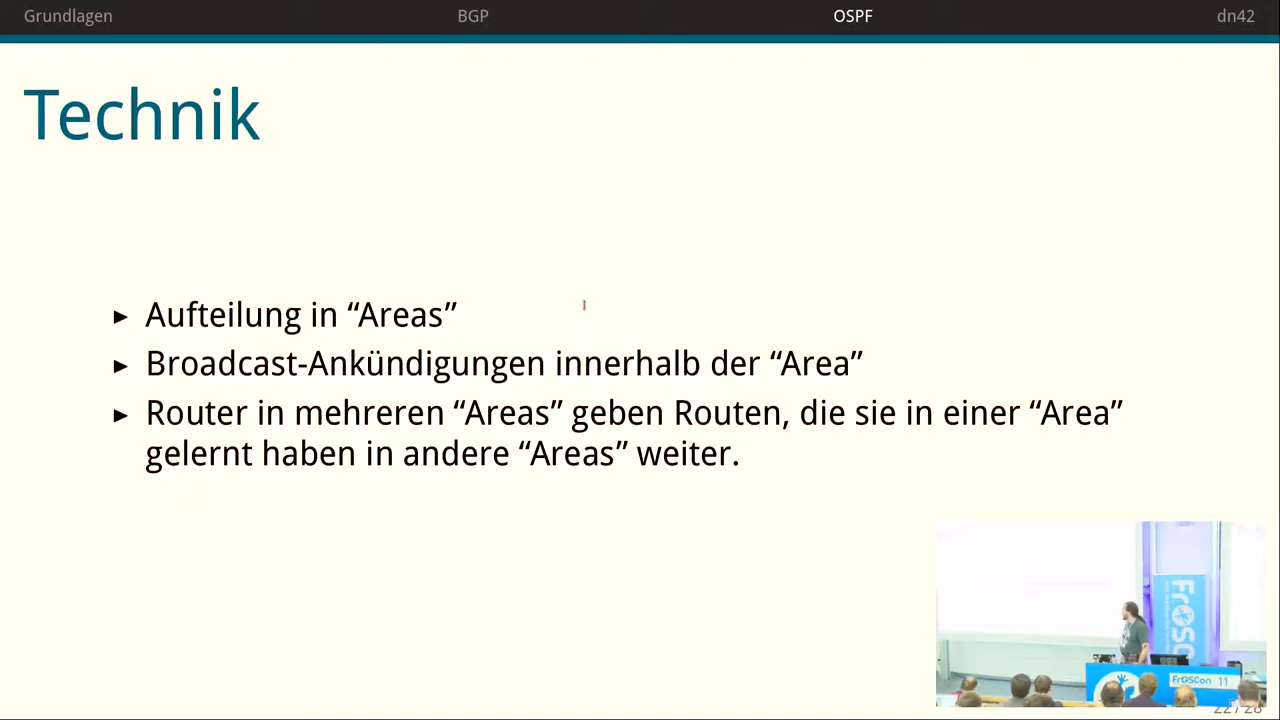 Grundlagen BGP OSPF dn42
Technik
► Aufteilung in “Areas”
► Broadcast-Ankündigungen innerhalb der “Area”
► Router in mehreren “Areas” geben Routen, die sie in einer “Area”
gelernt haben in andere “Areas” weiter.
FrOSCon 11